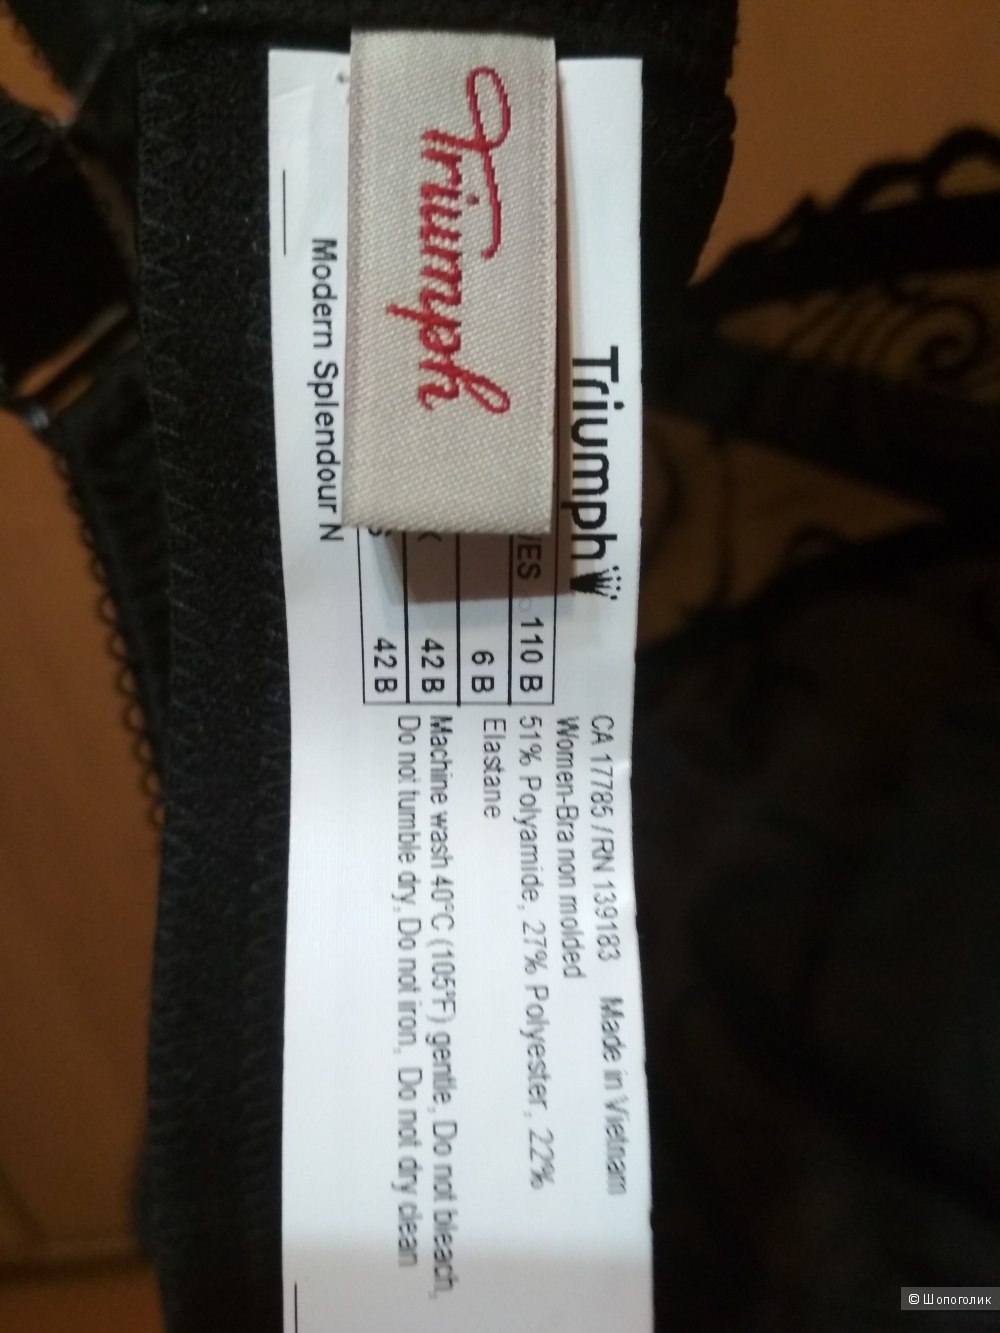 Triumph
Triumph
/ES 110 B
6 B
42 B
42 B
Modern Splendour N
CA 17785 / RN 139183 Made in Vietnam
Women-Bra non molded
51% Polyamide, 27% Polyester, 22%
Elastane
Machine wash 40°C (105°F) gentle, Do not bleach,
Do not tumble dry, Do not iron, Do not dry clean
© Шопоголик